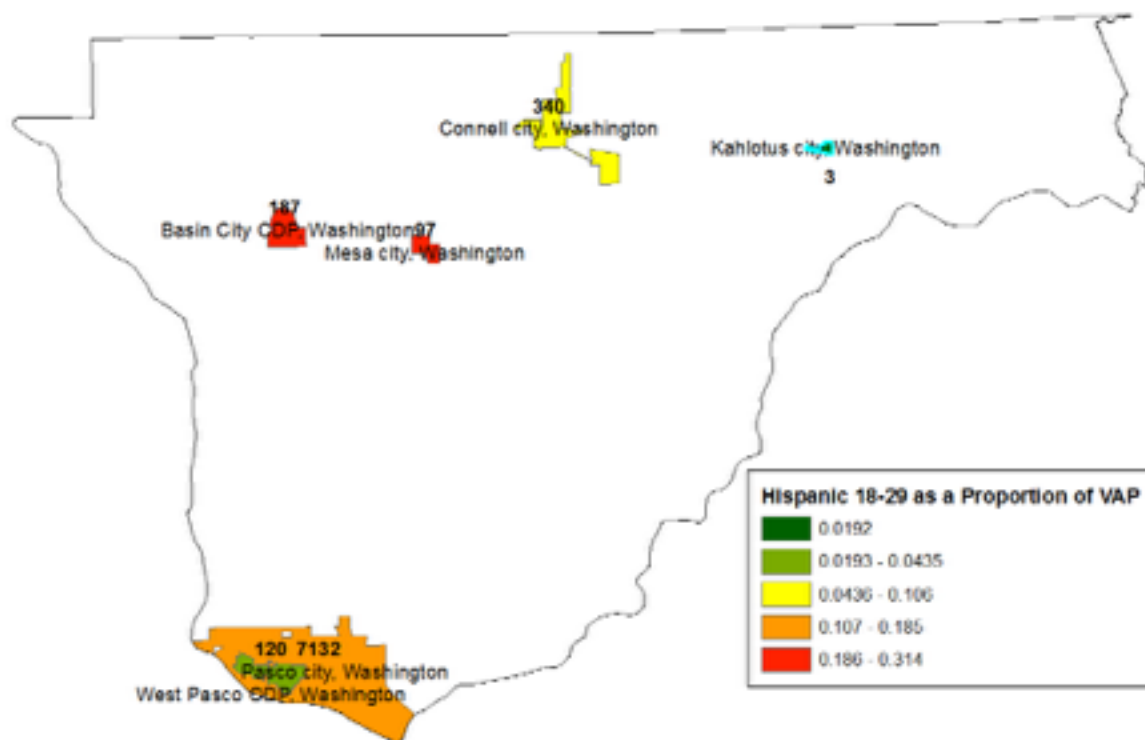 340
Connell city, Washington
Kahlotus city, Washington
3
187
Basin City CDP, Washington
97
Mesa city, Washington
120 7132
Pasco city, Washington
West Pasco CDP, Washington
Hispanic 18-29 as a Proportion of VAP
0.0192
0.0193 - 0.0435
0.0436 - 0.106
0.107 - 0.185
0.186 - 0.314